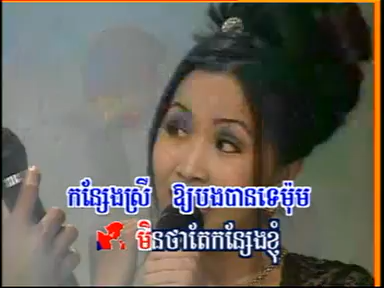 កន្សែងស្រី ឱ្យបងបានទេម៉ុម
មិនថាតែកន្សែងខ្ញុំ